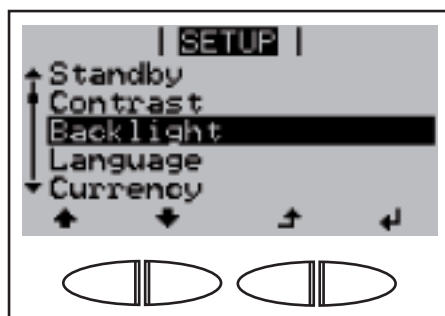 | SETUP |
Standby
Contrast
Backlight
Language
Currency